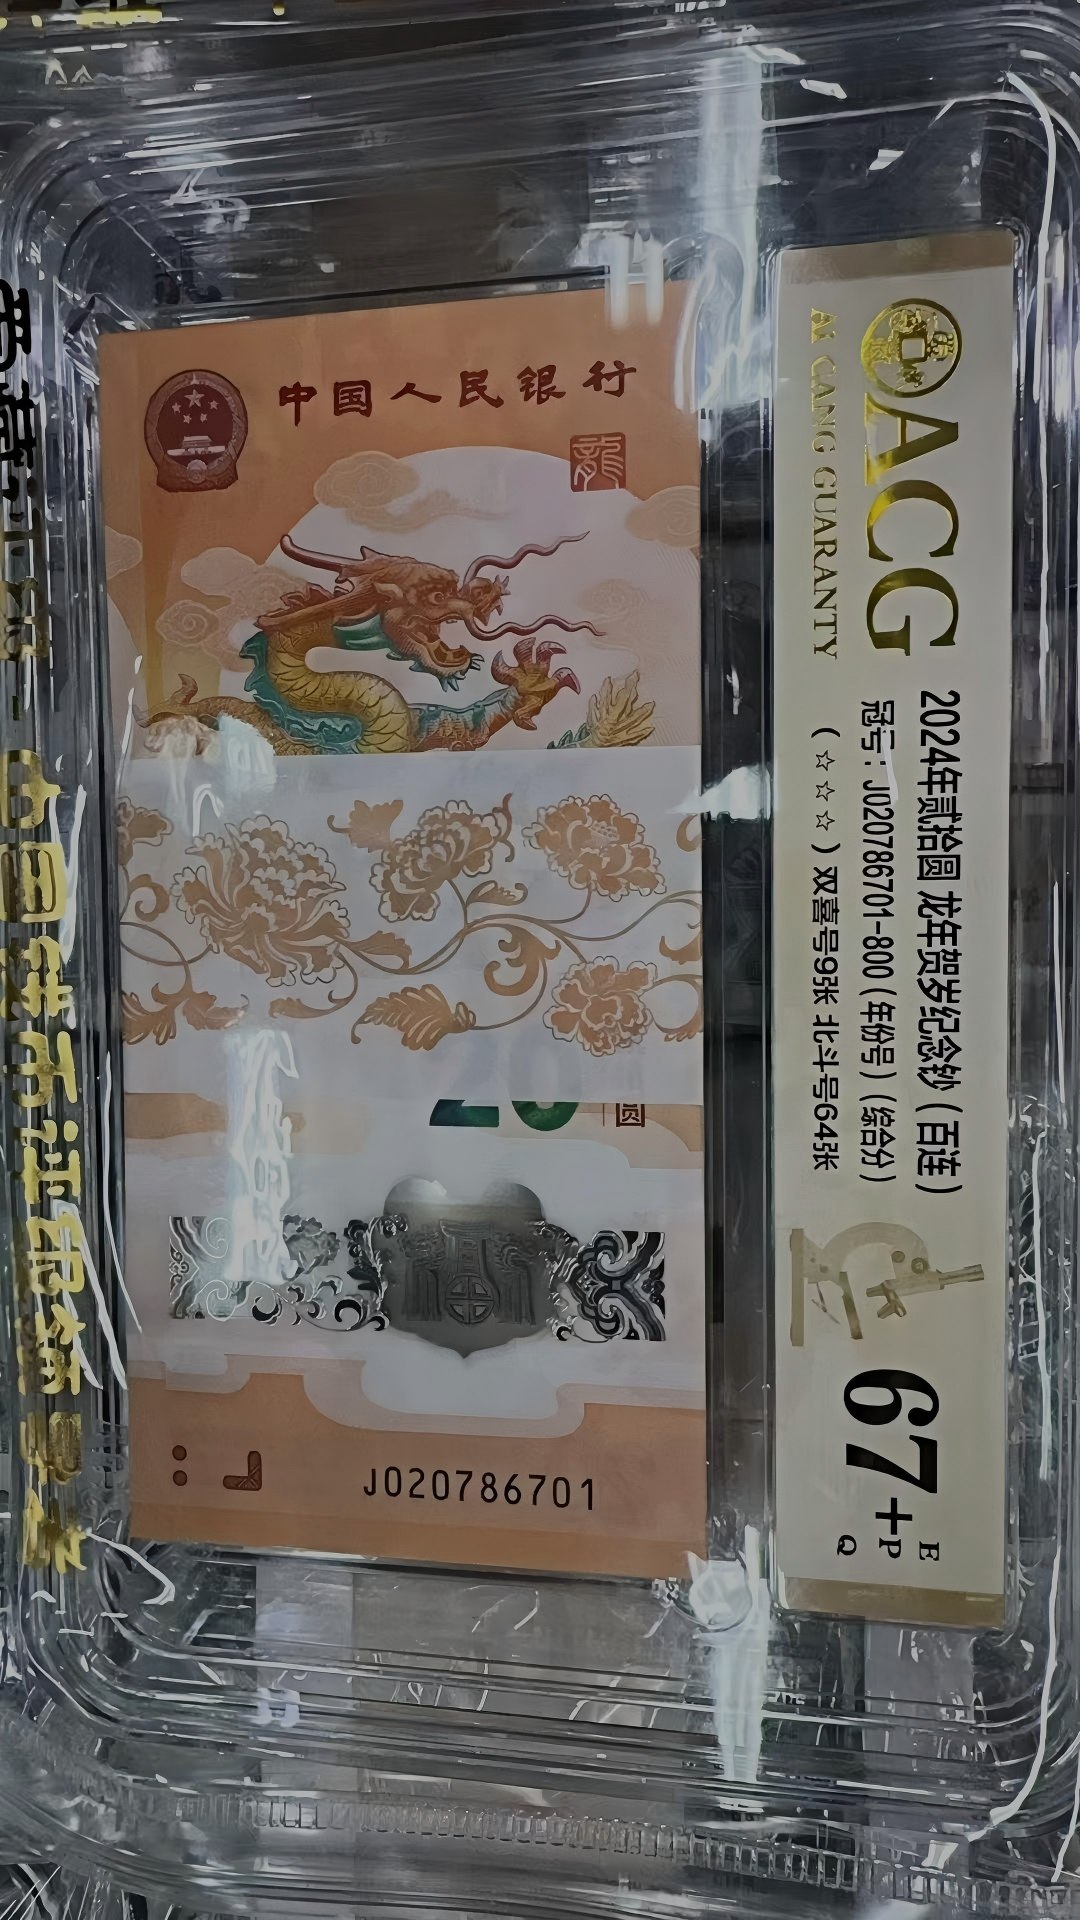 中国人民银行
龍
20
圆
J020786701
ACG
AI CANG GUARANTY
2024年贰拾圆 龙年贺岁纪念钞（百连）
冠号：J020786701-800（年份号）（综合分）
（☆☆☆）双喜号9张 北斗号64张
67+
E
P
Q